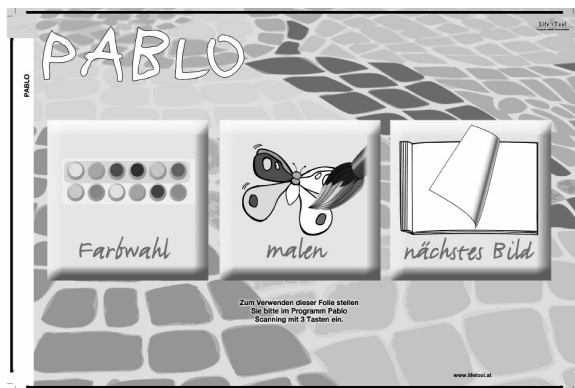 Life Tool
PABLO
PABLO
Farbwahl
malen
nächstes Bild
Zum Verwenden dieser Folie stellen
Sie bitte im Programm Pablo
Scanning mit 3 Tasten ein.
www.lifetool.at